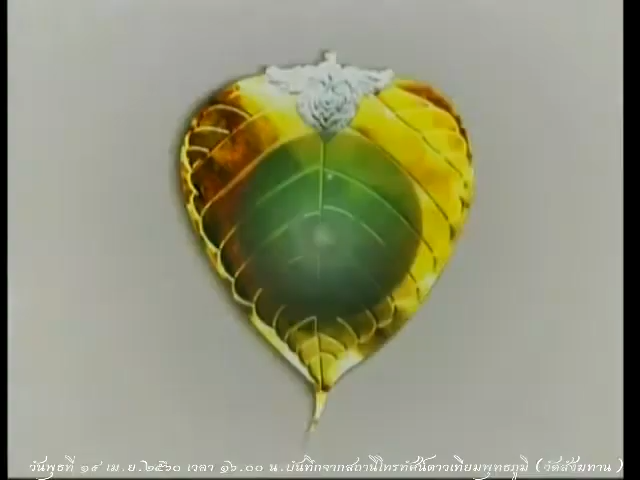 วันพุธที่ ๑๙ เม.ย.๒๕๖๐ เวลา ๑๖.๐๐ น.บันทึกจากสถานีโทรทัศน์ดาวเทียมพุทธภูมิ (วัดสังฆทาน)